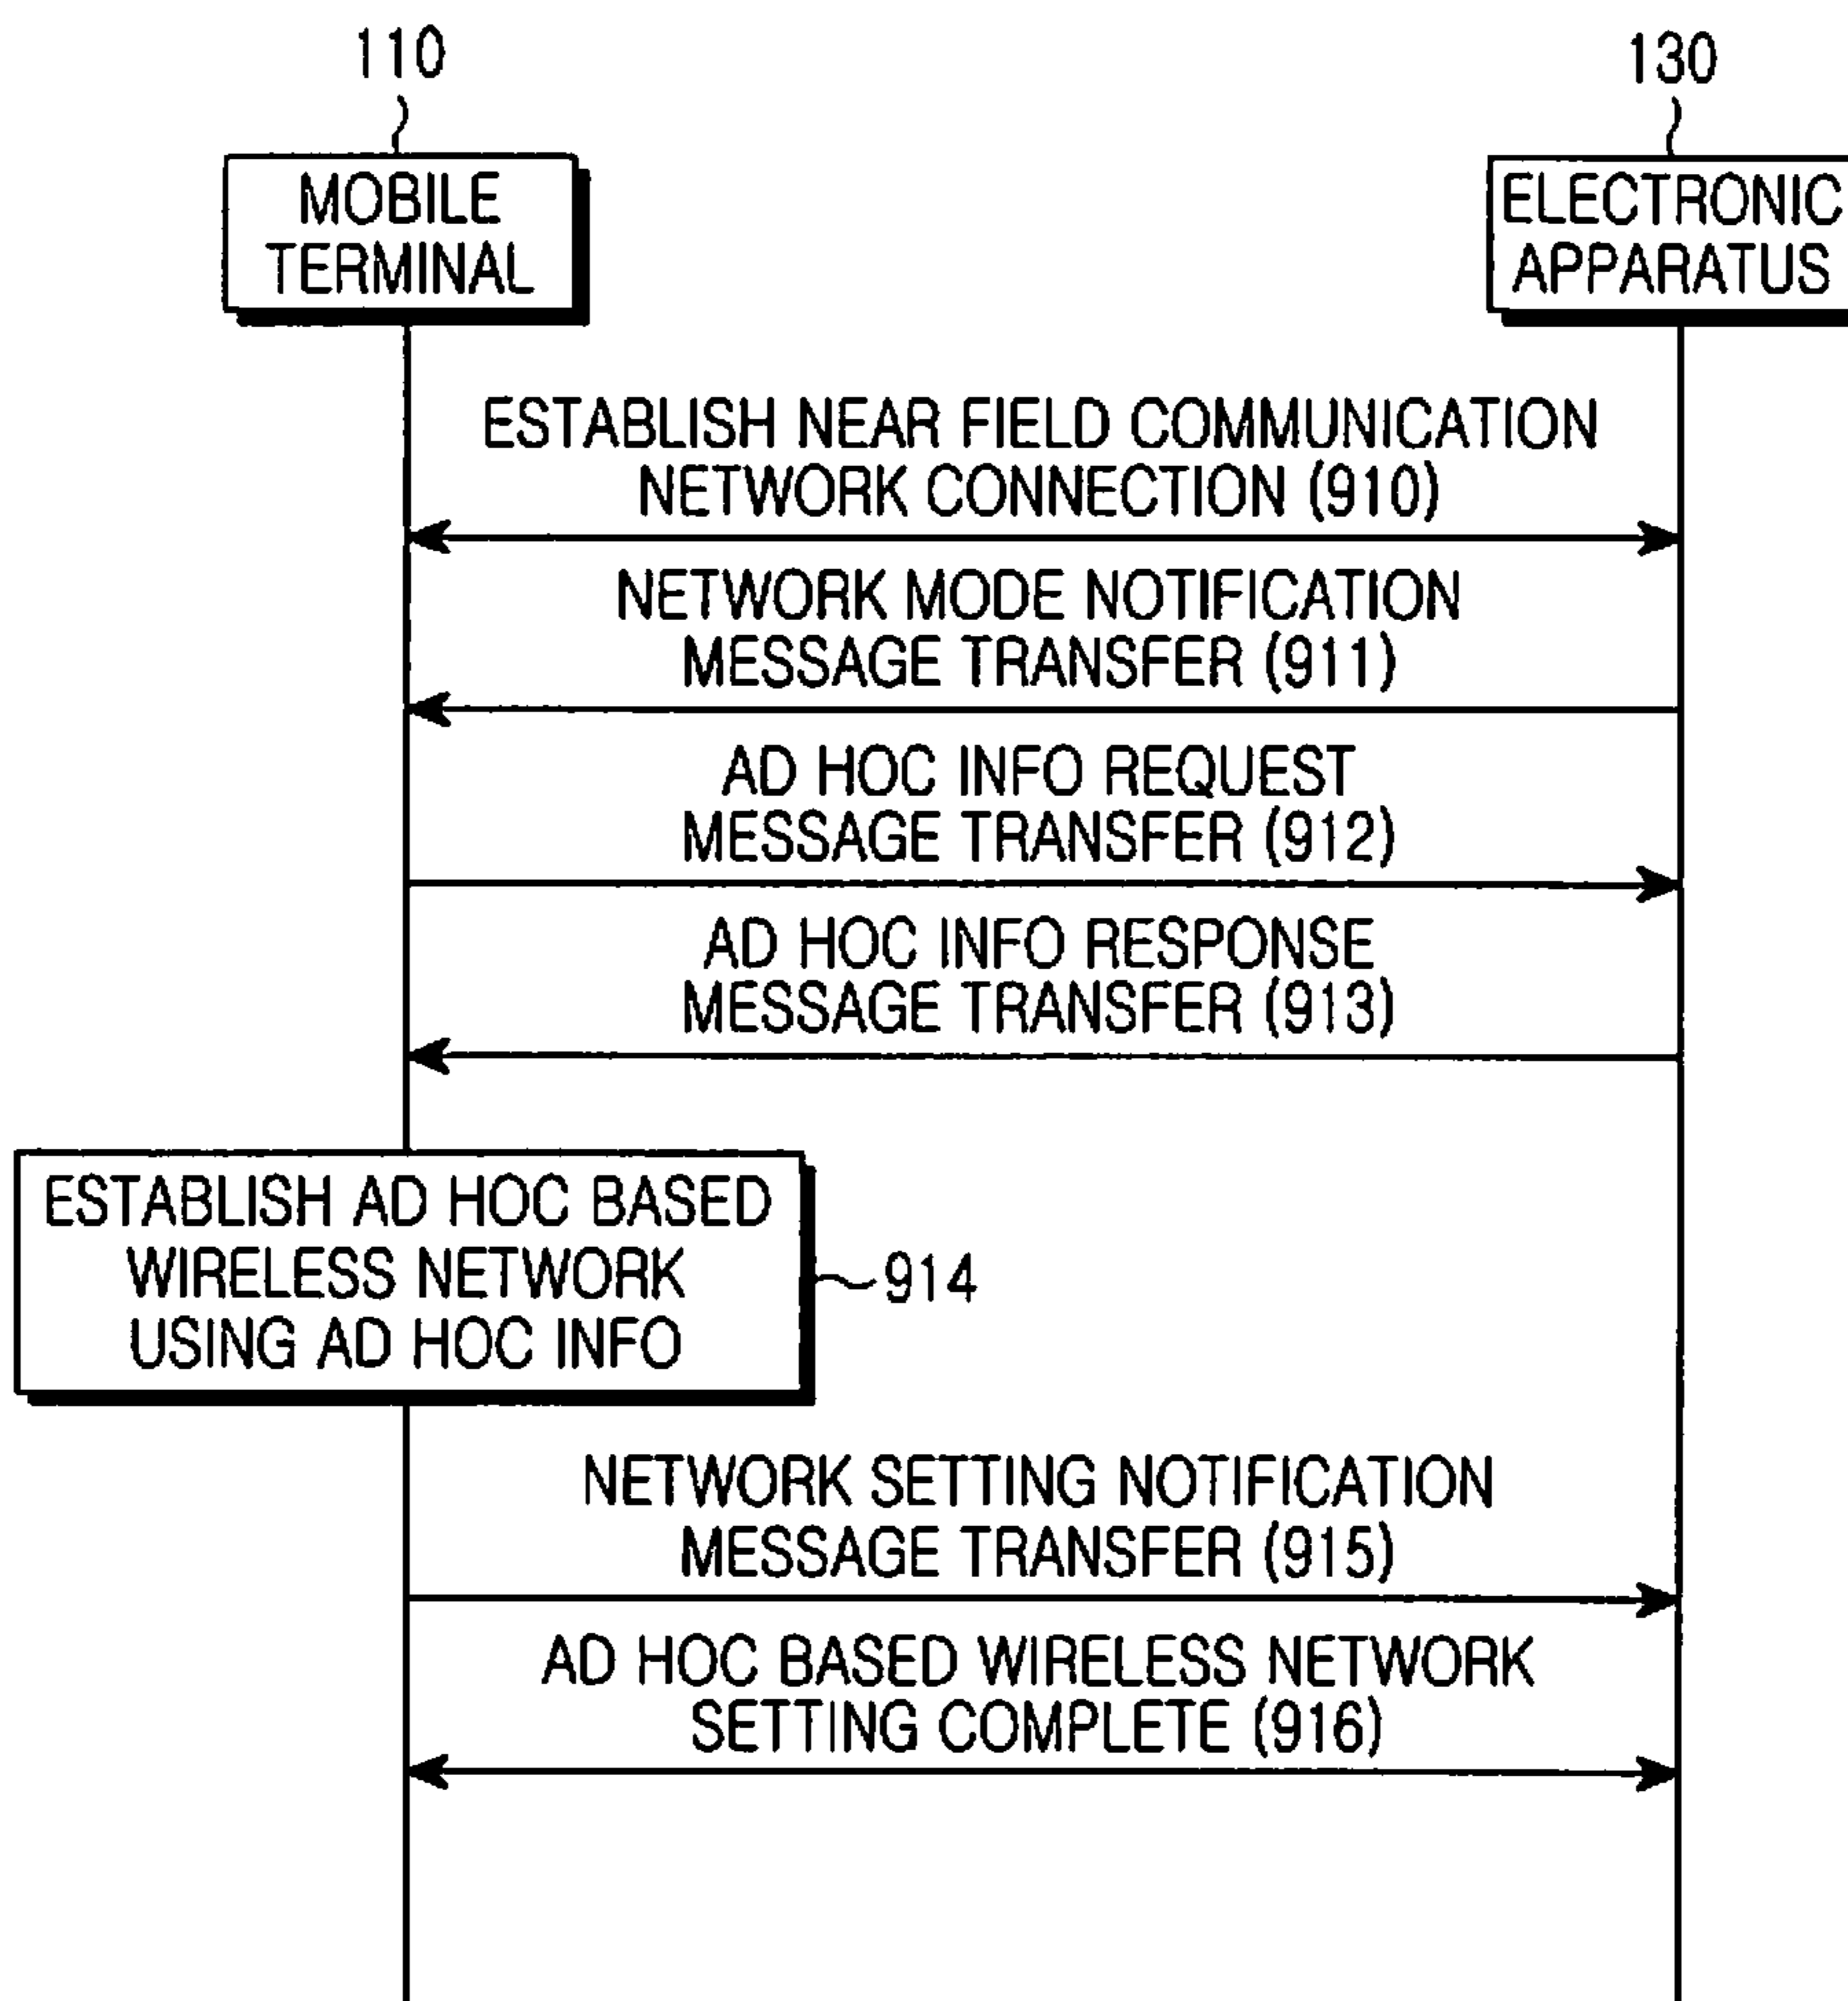 110
130
MOBILE
TERMINAL
ELECTRONIC
APPARATUS
ESTABLISH NEAR FIELD COMMUNICATION
NETWORK CONNECTION (910)
NETWORK MODE NOTIFICATION
MESSAGE TRANSFER (911)
AD HOC INFO REQUEST
MESSAGE TRANSFER (912)
AD HOC INFO RESPONSE
MESSAGE TRANSFER (913)
ESTABLISH AD HOC BASED
WIRELESS NETWORK
USING AD HOC INFO
914
NETWORK SETTING NOTIFICATION
MESSAGE TRANSFER (915)
AD HOC BASED WIRELESS NETWORK
SETTING COMPLETE (916)